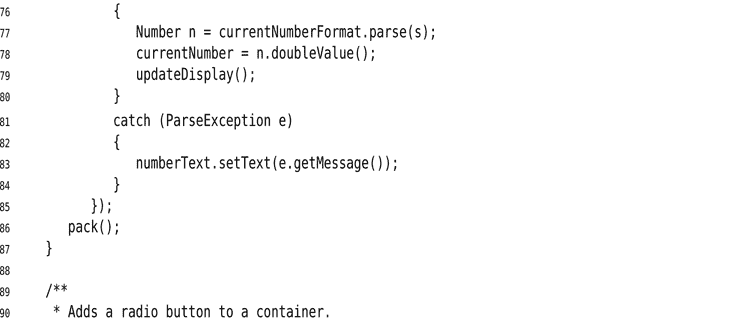 76            {
77               Number n = currentNumberFormat.parse(s);
78               currentNumber = n.doubleValue();
79               updateDisplay();
80            }
81            catch (ParseException e)
82            {
83               numberText.setText(e.getMessage());
84            }
85         });
86      pack();
87   }
88
89   /**
90    * Adds a radio button to a container.